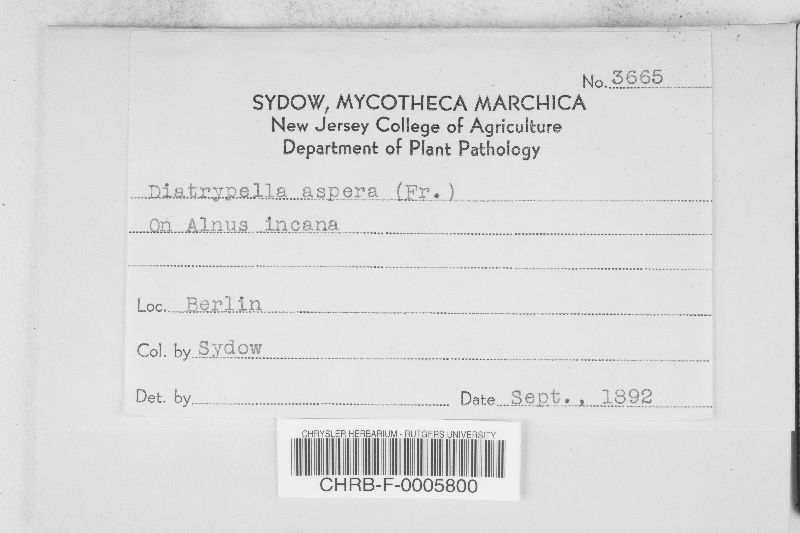 No. 3665
SYDOW, MYCOTHECA MARCHICA
New Jersey College of Agriculture
Department of Plant Pathology
Diatrypella aspera (Fr.)
On Alnus incana
Loc. Berlin
Col. by Sydow
Det. by
Date Sept., 1892
CHRYSLER HERBARIUM - RUTGERS UNIVERSITY
CHRB-F-0005800